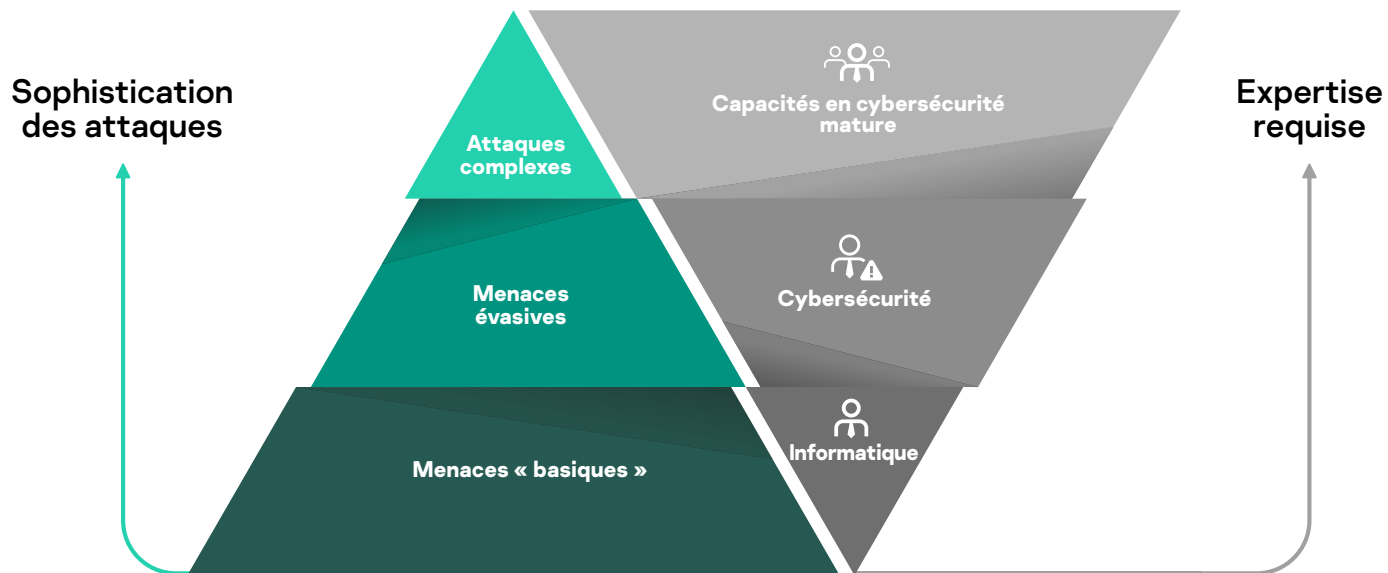 Sophistication
des attaques
Attaques
complexes
Menaces
évasives
Menaces « basiques »
Capacités en cybersécurité
mature
Cybersécurité
Informatique
Expertise
requise